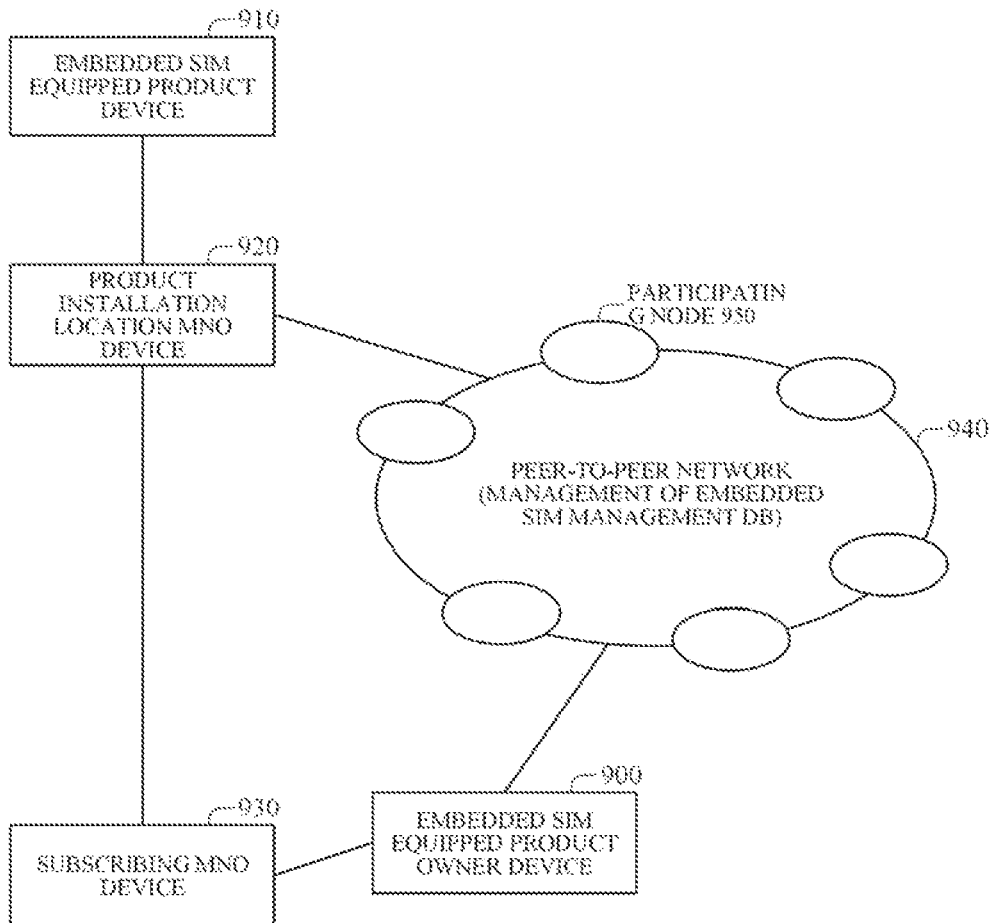 910
EMBEDDED SIM
EQUIPPED PRODUCT
DEVICE
920
PRODUCT
INSTALLATION
LOCATION MNO
DEVICE
PARTICIPATIN
G NODE 950
940
PEER-TO-PEER NETWORK
(MANAGEMENT OF EMBEDDED
SIM MANAGEMENT DB)
930
SUBSCRIBING MNO
DEVICE
900
EMBEDDED SIM
EQUIPPED PRODUCT
OWNER DEVICE